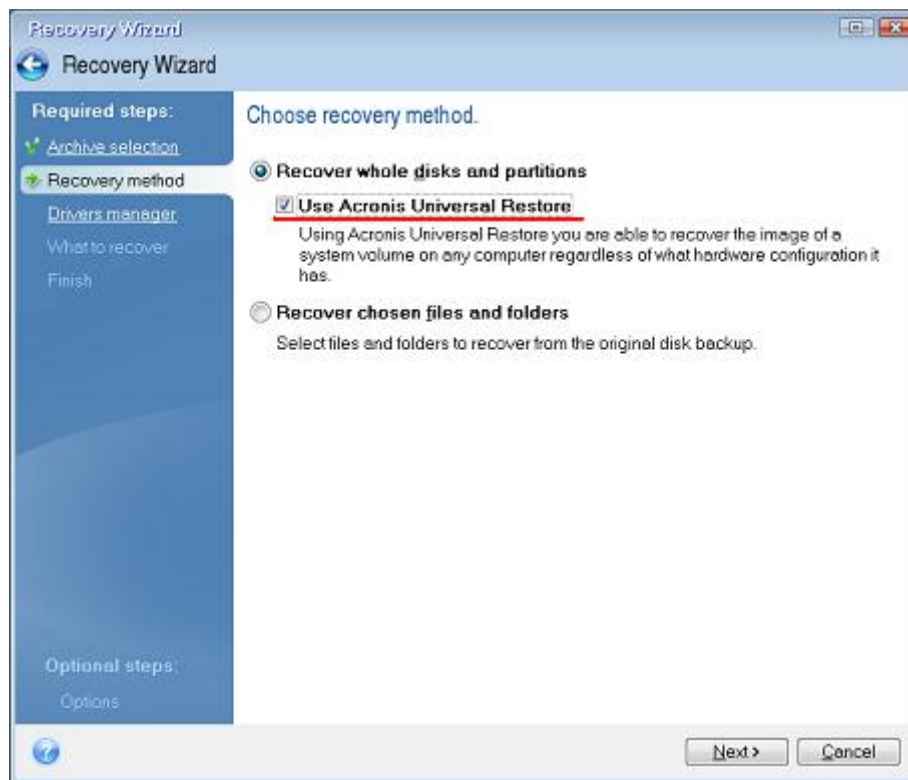 Recovery Wizard
Recovery Wizard
Required steps:
Archive selection
Recovery method
Drivers manager
What to recover
Finish
Optional steps:
Options
Choose recovery method.
Recover whole disks and partitions
Use Acronis Universal Restore
Using Acronis Universal Restore you are able to recover the image of a
system volume on any computer regardless of what hardware configuration it
has.
Recover chosen files and folders
Select files and folders to recover from the original disk backup.
?
Next >
Cancel